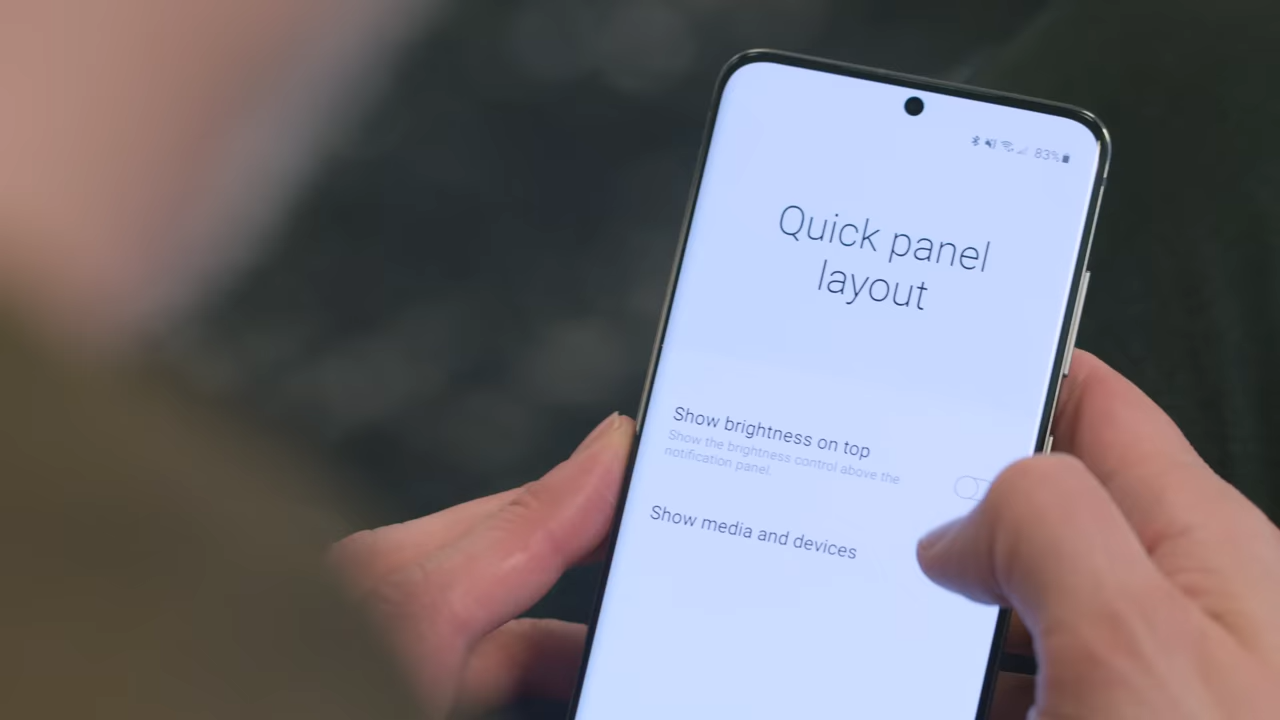 83%
Quick panel
layout
Show brightness on top
Show the brightness control above the
notification panel.
Show media and devices